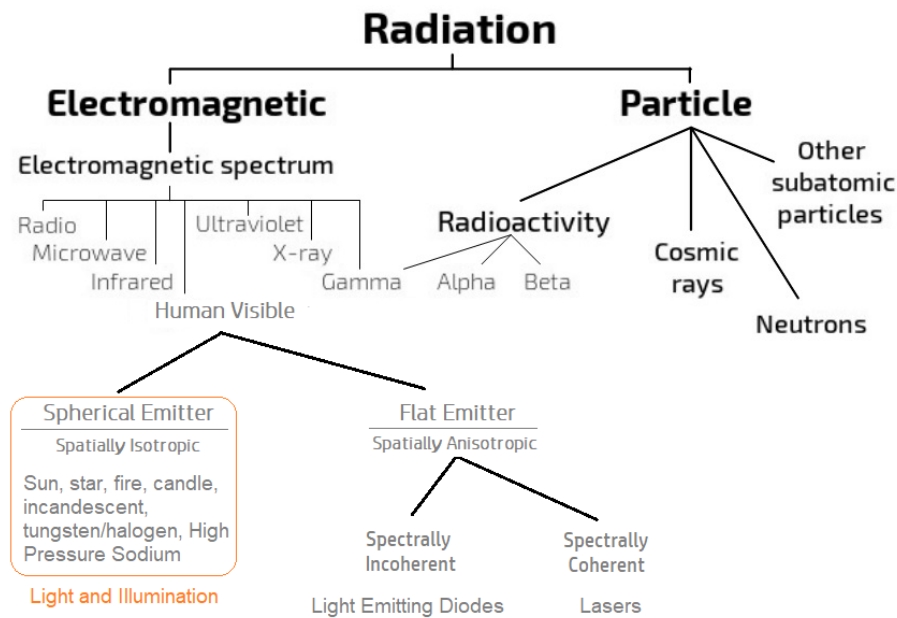 Radiation
Electromagnetic
Particle
Electromagnetic spectrum
Radio
Microwave
Infrared
Human Visible
Ultraviolet
X-ray
Gamma
Radioactivity
Alpha
Beta
Cosmic
rays
Neutrons
Other
subatomic
particles
Spherical Emitter
Spatially Isotropic
Sun, star, fire, candle,
incandescent,
tungsten/halogen, High
Pressure Sodium
Light and Illumination
Flat Emitter
Spatially Anisotropic
Spectrally
Incoherent
Light Emitting Diodes
Spectrally
Coherent
Lasers